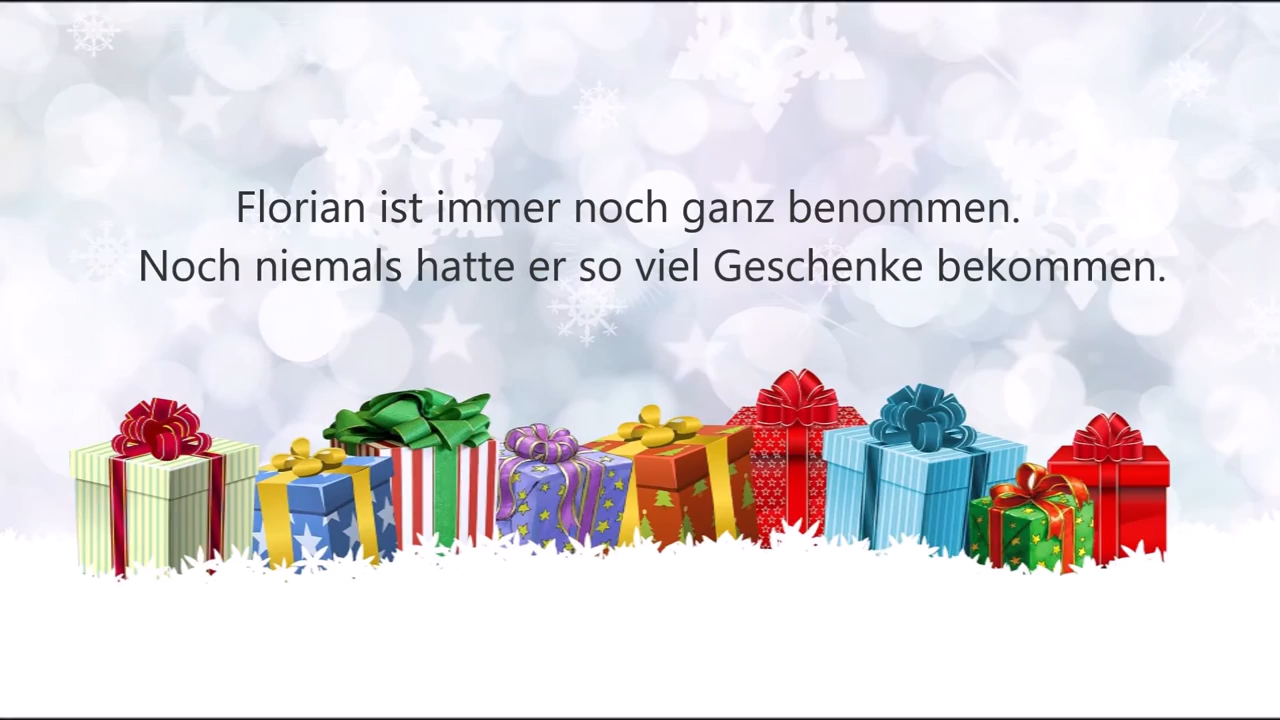 Florian ist immer noch ganz benommen.
Noch niemals hatte er so viel Geschenke bekommen.